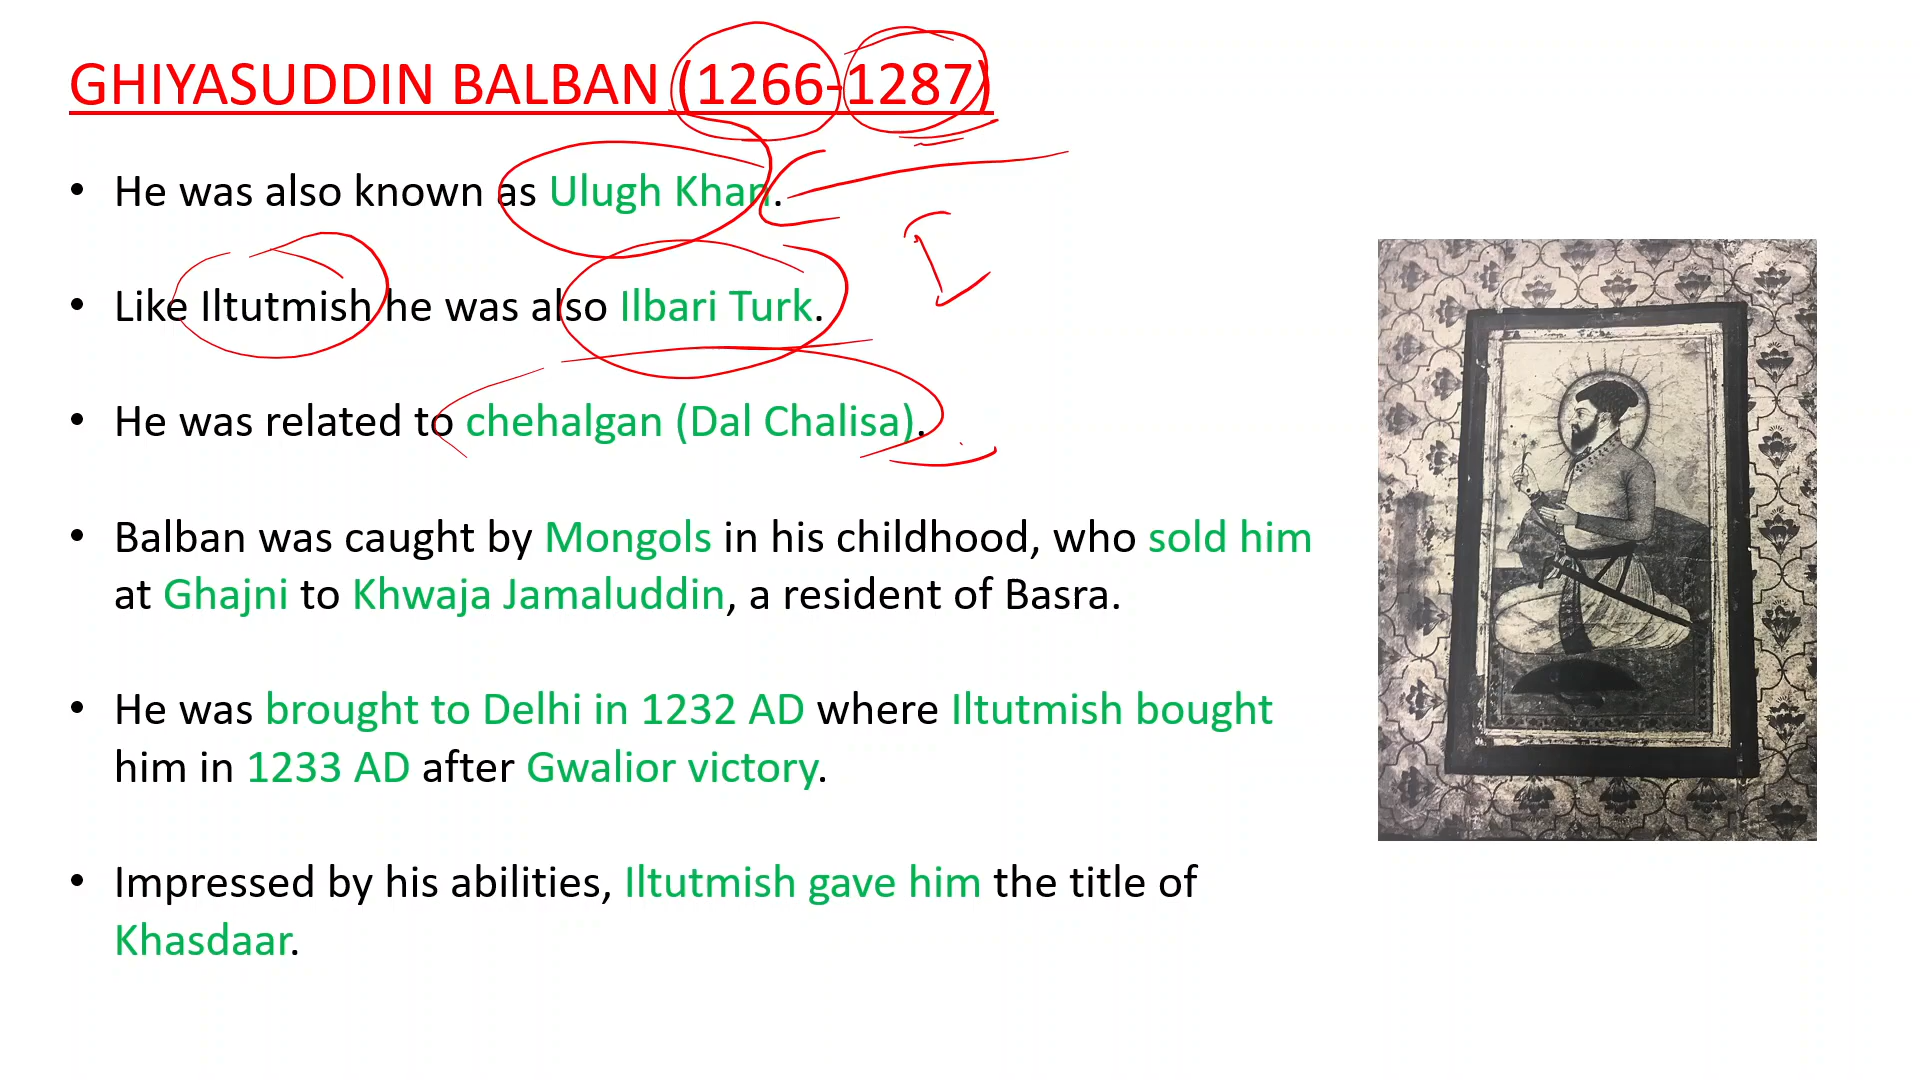 GHIYASUDDIN BALBAN (1266-1287)
• He was also known as Ulugh Khan.
• Like Iltutmish he was also Ilbari Turk.
• He was related to chehalgan (Dal Chalisa).
• Balban was caught by Mongols in his childhood, who sold him
at Ghajni to Khwaja Jamaluddin, a resident of Basra.
• He was brought to Delhi in 1232 AD where Iltutmish bought
him in 1233 AD after Gwalior victory.
• Impressed by his abilities, Iltutmish gave him the title of
Khasdaar.